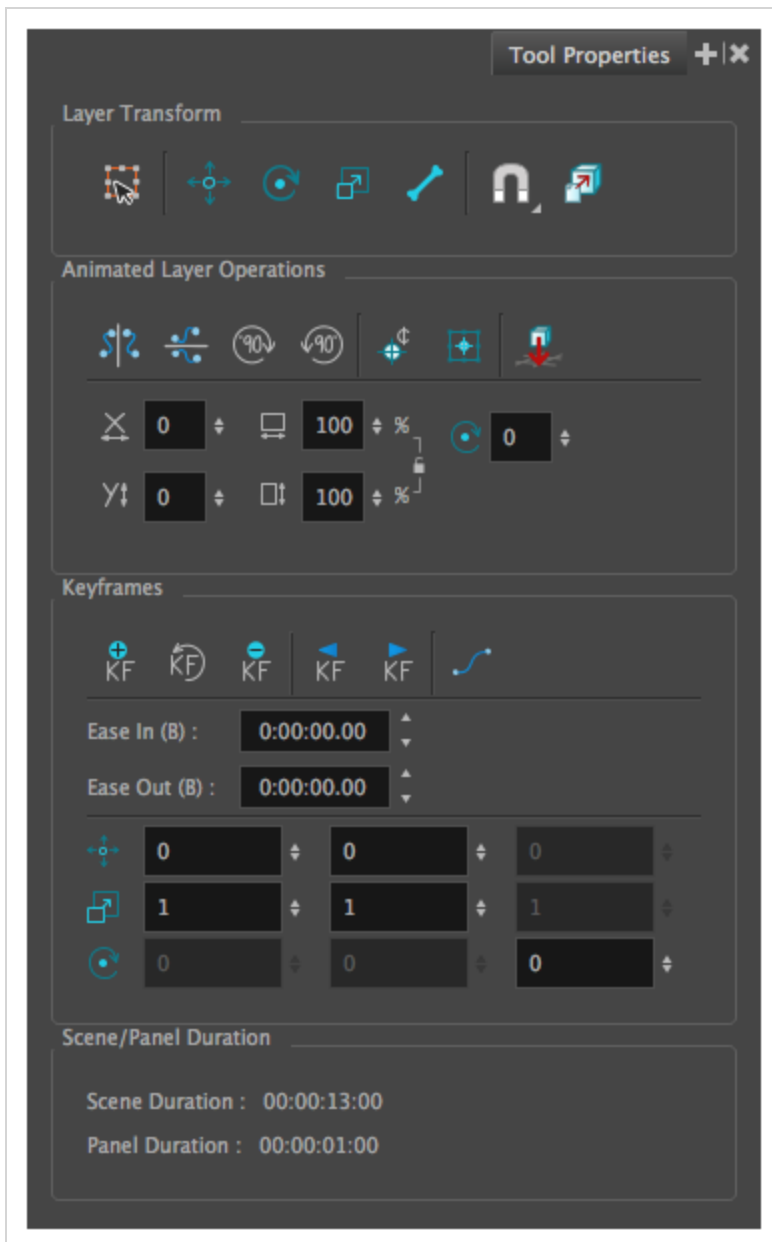 Tool Properties
Layer Transform
Animated Layer Operations
90 90°
X 0 100 % 0
Y 0 100 %
Keyframes
KF KF KF KF KF
Ease In (B) : 0:00:00.00
Ease Out (B) : 0:00:00.00
0 0 0
1 1 1
0 0 0
Scene/Panel Duration
Scene Duration : 00:00:13:00
Panel Duration : 00:00:01:00